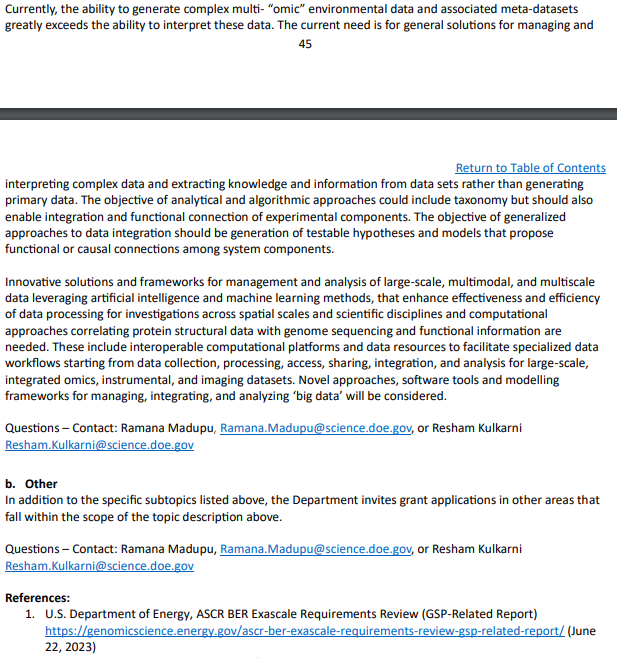 Currently, the ability to generate complex multi- “omic” environmental data and associated meta-datasets
greatly exceeds the ability to interpret these data. The current need is for general solutions for managing and
45
Return to Table of Contents
interpreting complex data and extracting knowledge and information from data sets rather than generating
primary data. The objective of analytical and algorithmic approaches could include taxonomy but should also
enable integration and functional connection of experimental components. The objective of generalized
approaches to data integration should be generation of testable hypotheses and models that propose
functional or causal connections among system components.
Innovative solutions and frameworks for management and analysis of large-scale, multimodal, and multiscale
data leveraging artificial intelligence and machine learning methods, that enhance effectiveness and efficiency
of data processing for investigations across spatial scales and scientific disciplines and computational
approaches correlating protein structural data with genome sequencing and functional information are
needed. These include interoperable computational platforms and data resources to facilitate specialized data
workflows starting from data collection, processing, access, sharing, integration, and analysis for large-scale,
integrated omics, instrumental, and imaging datasets. Novel approaches, software tools and modelling
frameworks for managing, integrating, and analyzing ‘big data’ will be considered.
Questions – Contact: Ramana Madupu, Ramana.Madupu@science.doe.gov, or Resham Kulkarni
Resham.Kulkarni@science.doe.gov
b. Other
In addition to the specific subtopics listed above, the Department invites grant applications in other areas that
fall within the scope of the topic description above.
Questions – Contact: Ramana Madupu, Ramana.Madupu@science.doe.gov, or Resham Kulkarni
Resham.Kulkarni@science.doe.gov
References:
1. U.S. Department of Energy, ASCR BER Exascale Requirements Review (GSP-Related Report)
https://genomicscience.energy.gov/ascr-ber-exascale-requirements-review-gsp-related-report/ (June
22, 2023)